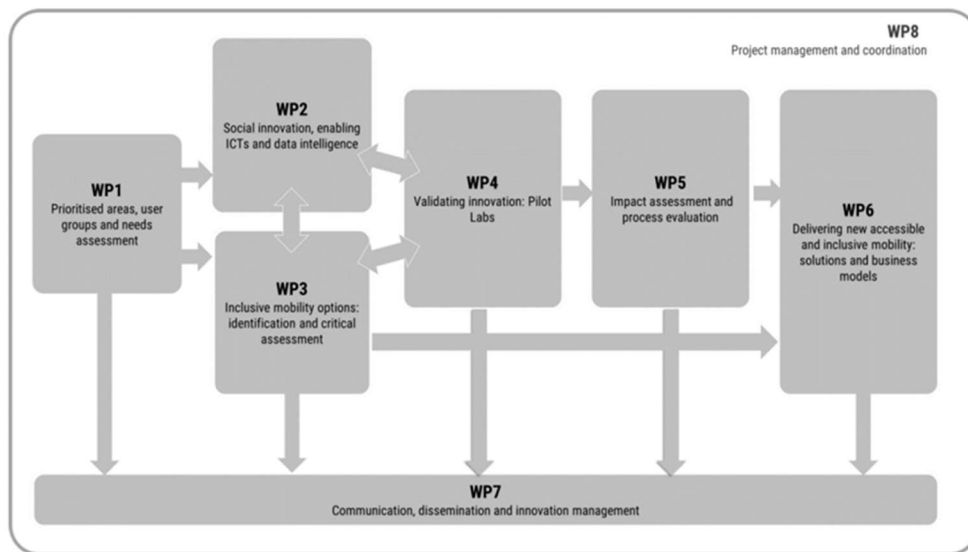 WP8
Project management and coordination
WP2
Social innovation, enabling
ICTs and data intelligence
WP1
Prioritised areas, user
groups and needs
assessment
WP4
Validating innovation: Pilot
Labs
WP5
Impact assessment and
process evaluation
WP6
Delivering new accessible
and inclusive mobility:
solutions and business
models
WP3
Inclusive mobility options:
identification and critical
assessment
WP7
Communication, dissemination and innovation management